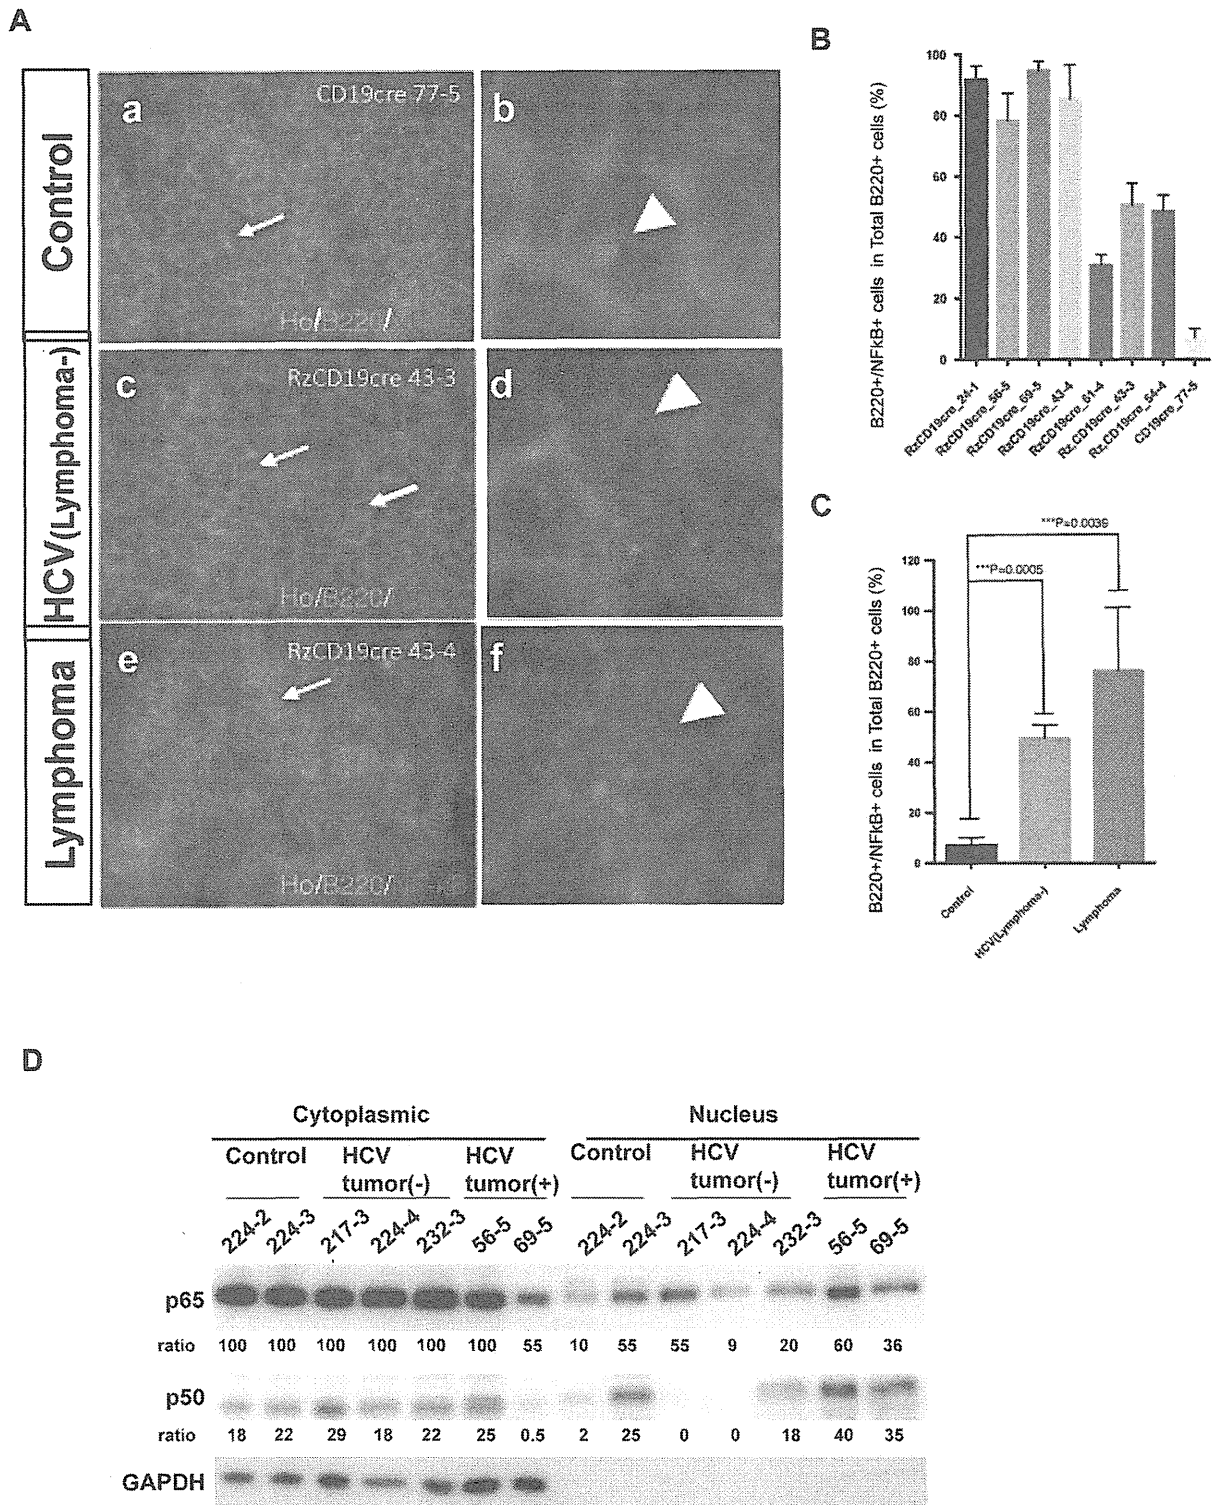 A
Control
HCV(Lymphoma-)
Lymphoma
a
CD19cre 77-5
Ho/B220/
b
c
RzCD19cre 43-3
Ho/B220/
d
e
RzCD19cre 43-4
Ho/B220/
f
B
B220+/NFkB+ cells in Total B220+ cells (%)
100
80
60
40
20
0
RzCD19cre_24-1
RzCD19cre_56-5
RzCD19cre_69-5
RzCD19cre_43-4
RzCD19cre_61-4
Rz,CD19cre_43-3
Rz,CD19cre_54-4
CD19cre_77-5
C
B220+/NFkB+ cells in Total B220+ cells (%)
***P=0.0039
***P=0.0005
120
100
80
60
40
20
0
Control
HCV(Lymphoma-)
Lymphoma
D
Cytoplasmic Nucleus
Control HCV tumor(-) HCV tumor(+) Control HCV tumor(-) HCV tumor(+)
224-2 224-3 217-3 224-4 232-3 56-5 69-5 224-2 224-3 217-3 224-4 232-3 56-5 69-5
p65
ratio 100 100 100 100 100 100 55 10 55 55 9 20 60 36
p50
ratio 18 22 29 18 22 25 0.5 2 25 0 0 18 40 35
GAPDH